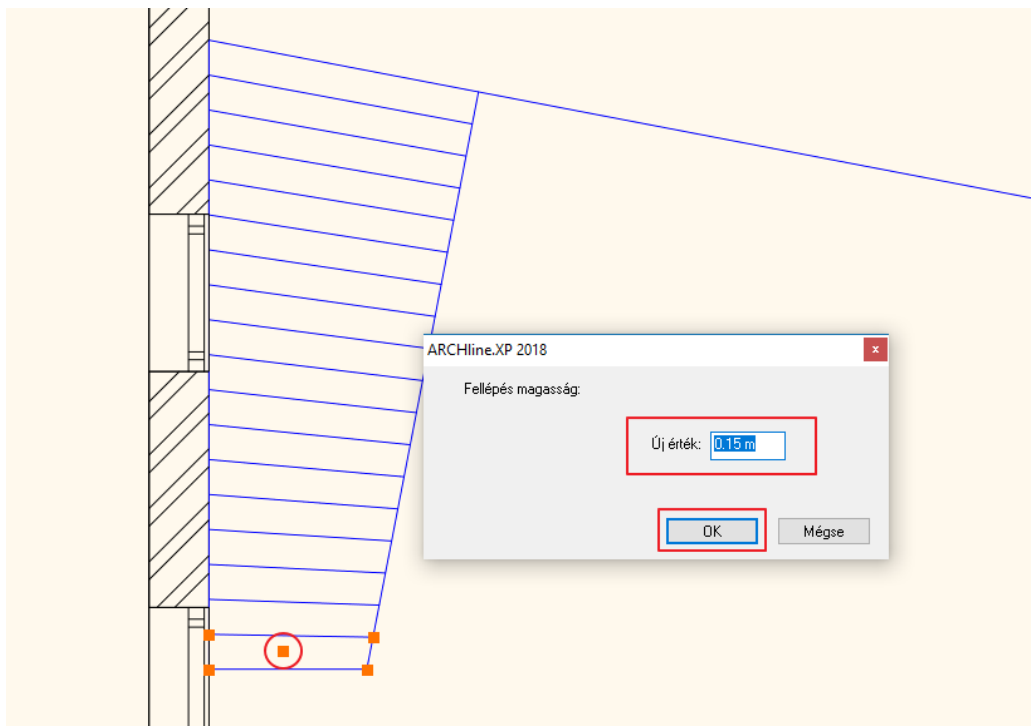 ARCHline.XP 2018
x
Fellépés magasság:
Új érték: 0.15 m
OK Mégse